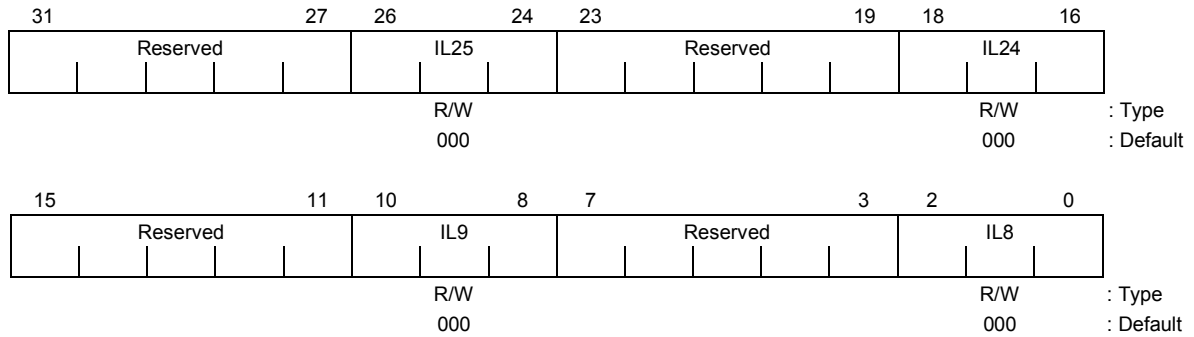 31 27 26 24 23 19 18 16
Reserved IL25 Reserved IL24
R/W R/W : Type
000 000 : Default
15 11 10 8 7 3 2 0
Reserved IL9 Reserved IL8
R/W R/W : Type
000 000 : Default